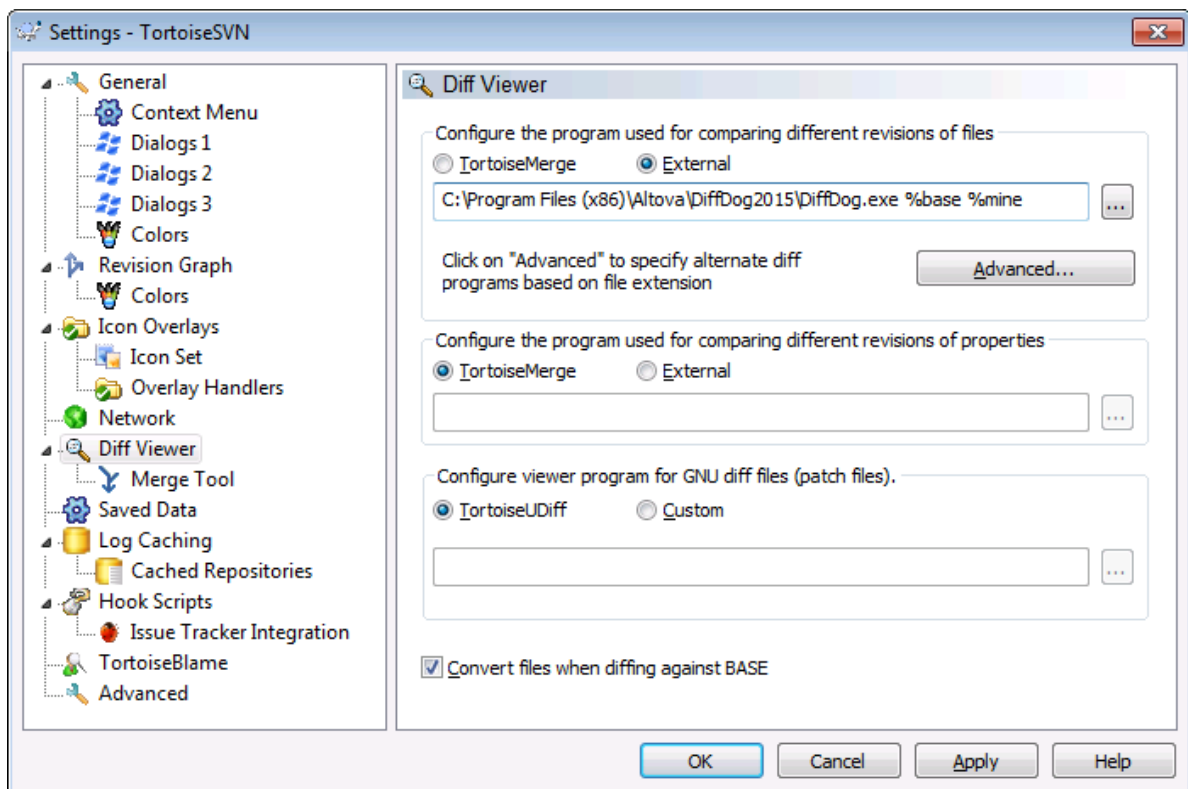 Settings - TortoiseSVN
General
Context Menu
Dialogs 1
Dialogs 2
Dialogs 3
Colors
Revision Graph
Colors
Icon Overlays
Icon Set
Overlay Handlers
Network
Diff Viewer
Merge Tool
Saved Data
Log Caching
Cached Repositories
Hook Scripts
Issue Tracker Integration
TortoiseBlame
Advanced
Diff Viewer
Configure the program used for comparing different revisions of files
TortoiseMerge External
C:\Program Files (x86)\Altova\DiffDog2015\DiffDog.exe %base %mine ...
Click on "Advanced" to specify alternate diff
programs based on file extension
Advanced...
Configure the program used for comparing different revisions of properties
TortoiseMerge External
...
Configure viewer program for GNU diff files (patch files).
TortoiseUDiff Custom
...
Convert files when diffing against BASE
OK Cancel Apply Help